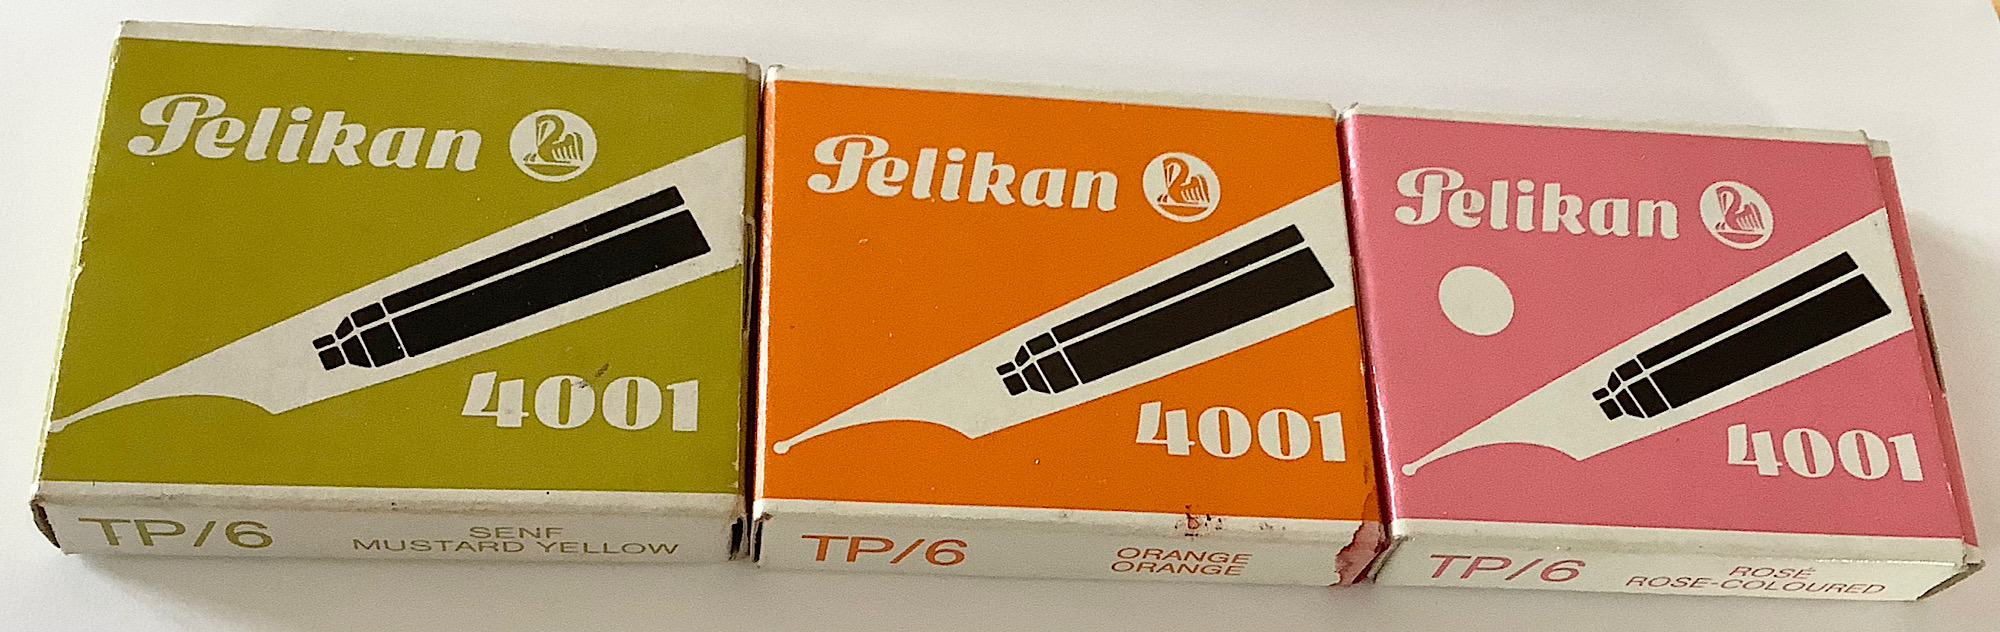 Pelikan
4001
TP/6
SENF
MUSTARD YELLOW
Pelikan
4001
TP/6
ORANGE
ORANGE
Pelikan
4001
TP/6
ROSÉ
ROSE-COLOURED